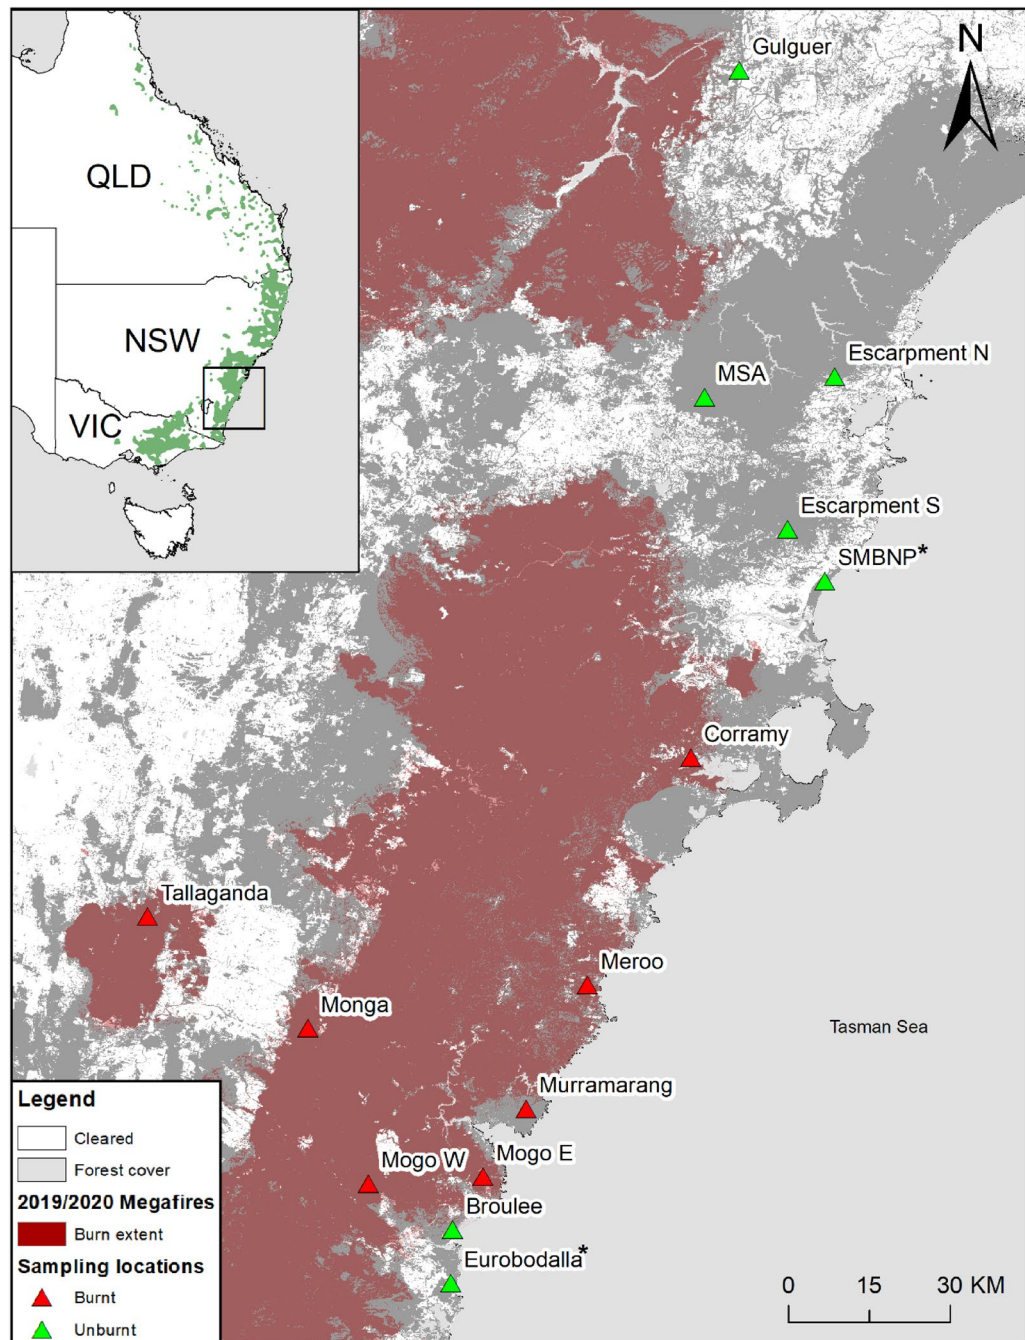 Gulguer
N
QLD
NSW
VIC
MSA
Escarpment N
Escarpment S
SMBNP*
Corramy
Tallaganda
Meroo
Monga
Tasman Sea
Murramarang
Mogo W
Mogo E
Broulee
Eurobodalla*
Legend
Cleared
Forest cover
2019/2020 Megafires
Burn extent
Sampling locations
Burnt
Unburnt
0 15 30 KM